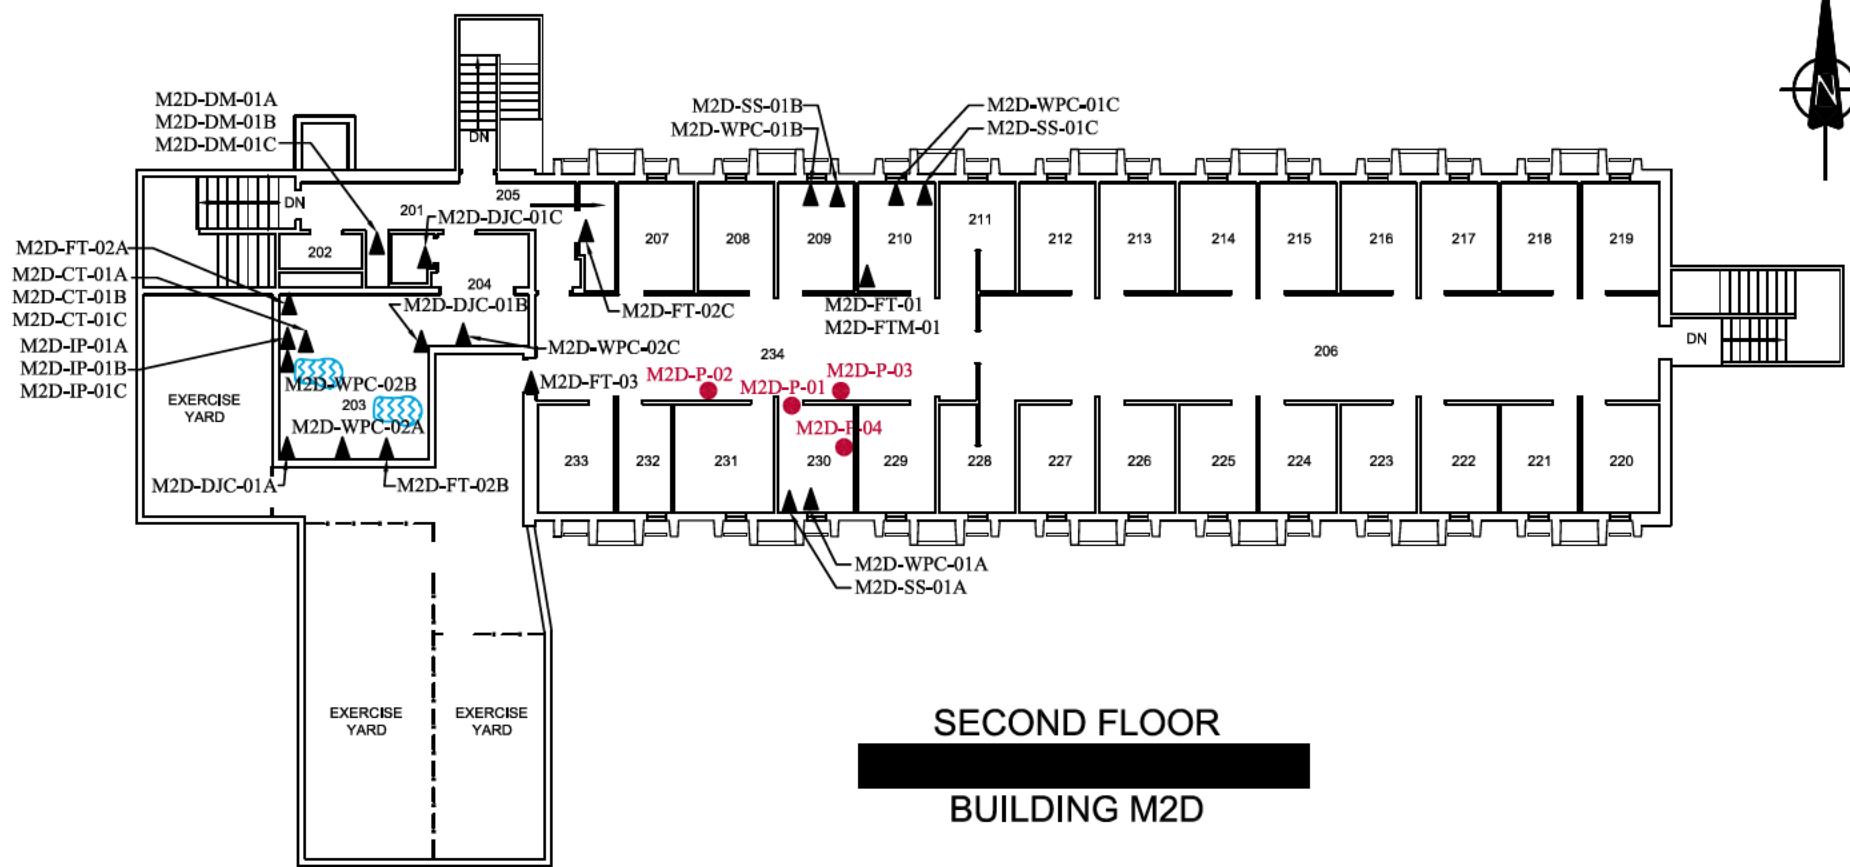 N
M2D-DM-01A
M2D-DM-01B
M2D-DM-01C
M2D-SS-01B
M2D-WPC-01B
M2D-WPC-01C
M2D-SS-01C
DN
DN
205
201
M2D-DJC-01C
202
207
208
209
210
211
212
213
214
215
216
217
218
219
M2D-FT-02A
M2D-CT-01A
M2D-CT-01B
M2D-CT-01C
M2D-IP-01A
M2D-IP-01B
M2D-IP-01C
204
M2D-DJC-01B
M2D-FT-02C
M2D-FT-01
M2D-FTM-01
M2D-WPC-02C
234
206
DN
M2D-WPC-02B
M2D-FT-03
M2D-P-02
M2D-P-01
M2D-P-03
203
EXERCISE
YARD
M2D-WPC-02A
M2D-P-04
233
232
231
230
229
228
227
226
225
224
223
222
221
220
M2D-DJC-01A
M2D-FT-02B
M2D-WPC-01A
M2D-SS-01A
EXERCISE
YARD
EXERCISE
YARD
SECOND FLOOR
BUILDING M2D